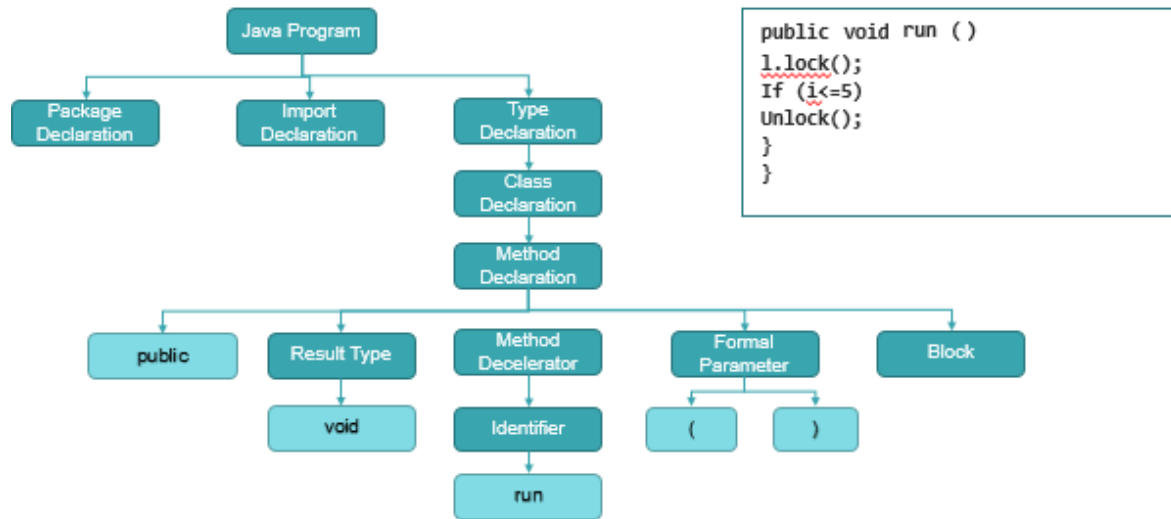 Java Program
Package
Declaration
Import
Declaration
Type
Declaration
Class
Declaration
Method
Declaration
public
Result Type
Method
Decelerator
Formal
Parameter
Block
void
Identifier
(
)
run
public void run ()
l.lock();
If (i<=5)
Unlock();
}
}